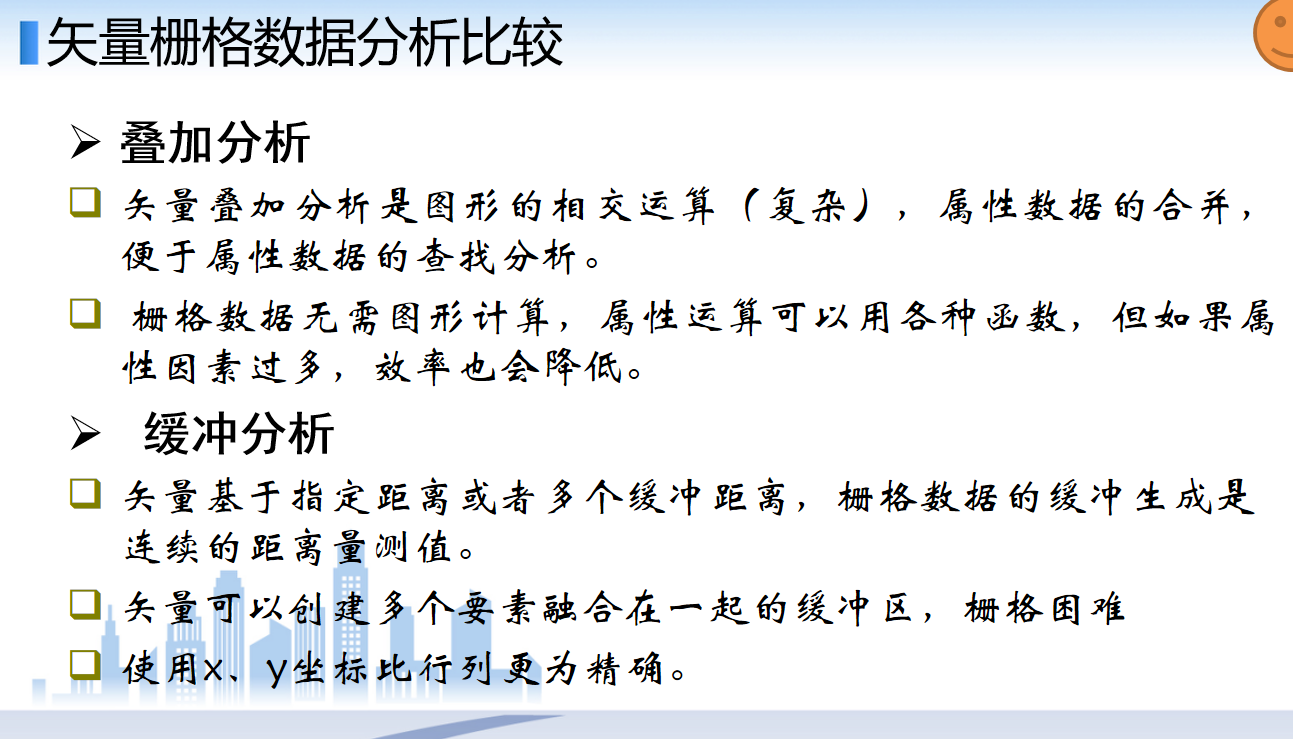 矢量栅格数据分析比较
叠加分析
矢量叠加分析是图形的相交运算（复杂），属性数据的合并，
便于属性数据的查找分析。
栅格数据无需图形计算，属性运算可以用各种函数，但如果属
性因素过多，效率也会降低。
缓冲分析
矢量基于指定距离或者多个缓冲距离，栅格数据的缓冲生成是
连续的距离量测值。
矢量可以创建多个要素融合在一起的缓冲区，栅格困难
使用x、y坐标比行列更为精确。